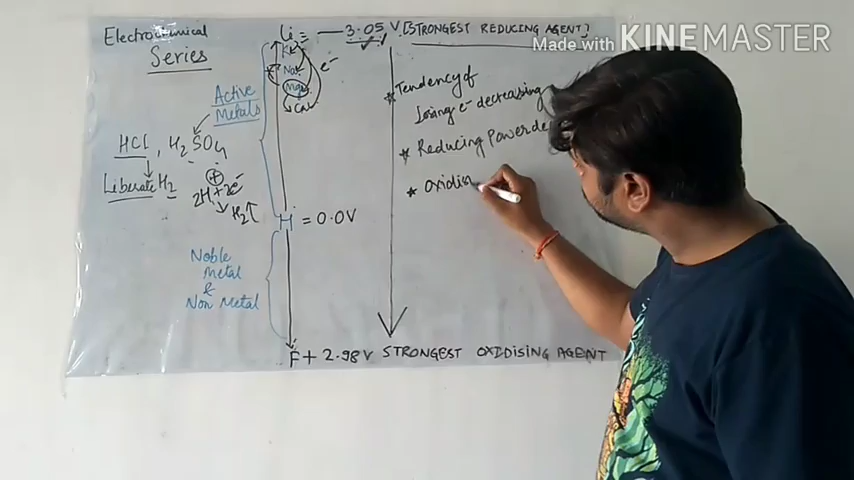 Electrochemical
Series
Li — 3.05 V [STRONGEST REDUCING AGENT]
Made with KINEMASTER
K
Na
Mg
Ca
e⁻
Active
Metals
HCl, H₂SO₄
Liberate H₂
2H⁺ + 2e⁻
→ H₂↑
H = 0.0V
Noble
Metal
&
Non Metal
F + 2.98 V STRONGEST OXIDISING AGENT
* Tendency of
Losing e⁻ decreasing
* Reducing Power de
* Oxidisi